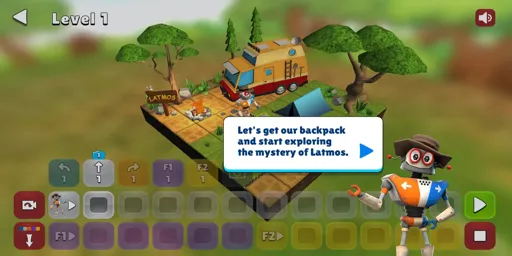 Level 1
LATMOS
Let's get our backpack
and start exploring
the mystery of Latmos.
F1 F2
1 1 1 1
F1 F2